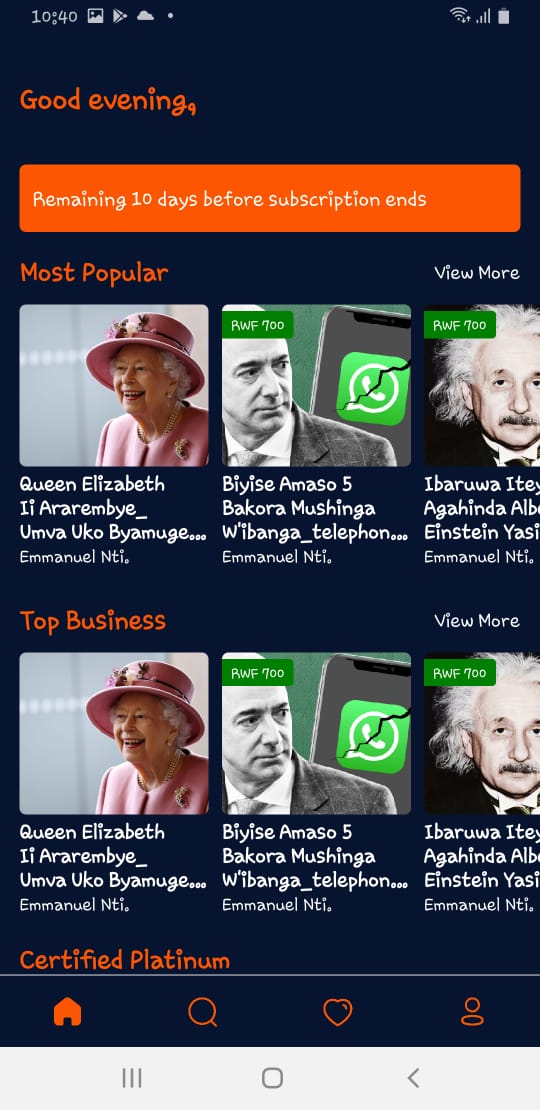 10:40
Good evening,
Remaining 10 days before subscription ends
Most Popular
View More
RWF 700
RWF 700
Queen Elizabeth
Ii Ararembye_
Umva Uko Byamuge...
Emmanuel Nti.
Biyise Amaso 5
Bakora Mushinga
W'ibanga_telephon...
Emmanuel Nti.
Ibaruwa Itey
Agahinda Albe
Einstein Yasi
Emmanuel Nti.
Top Business
View More
RWF 700
RWF 700
Queen Elizabeth
Ii Ararembye_
Umva Uko Byamuge...
Emmanuel Nti.
Biyise Amaso 5
Bakora Mushinga
W'ibanga_telephon...
Emmanuel Nti.
Ibaruwa Itey
Agahinda Albe
Einstein Yasi
Emmanuel Nti.
Certified Platinum